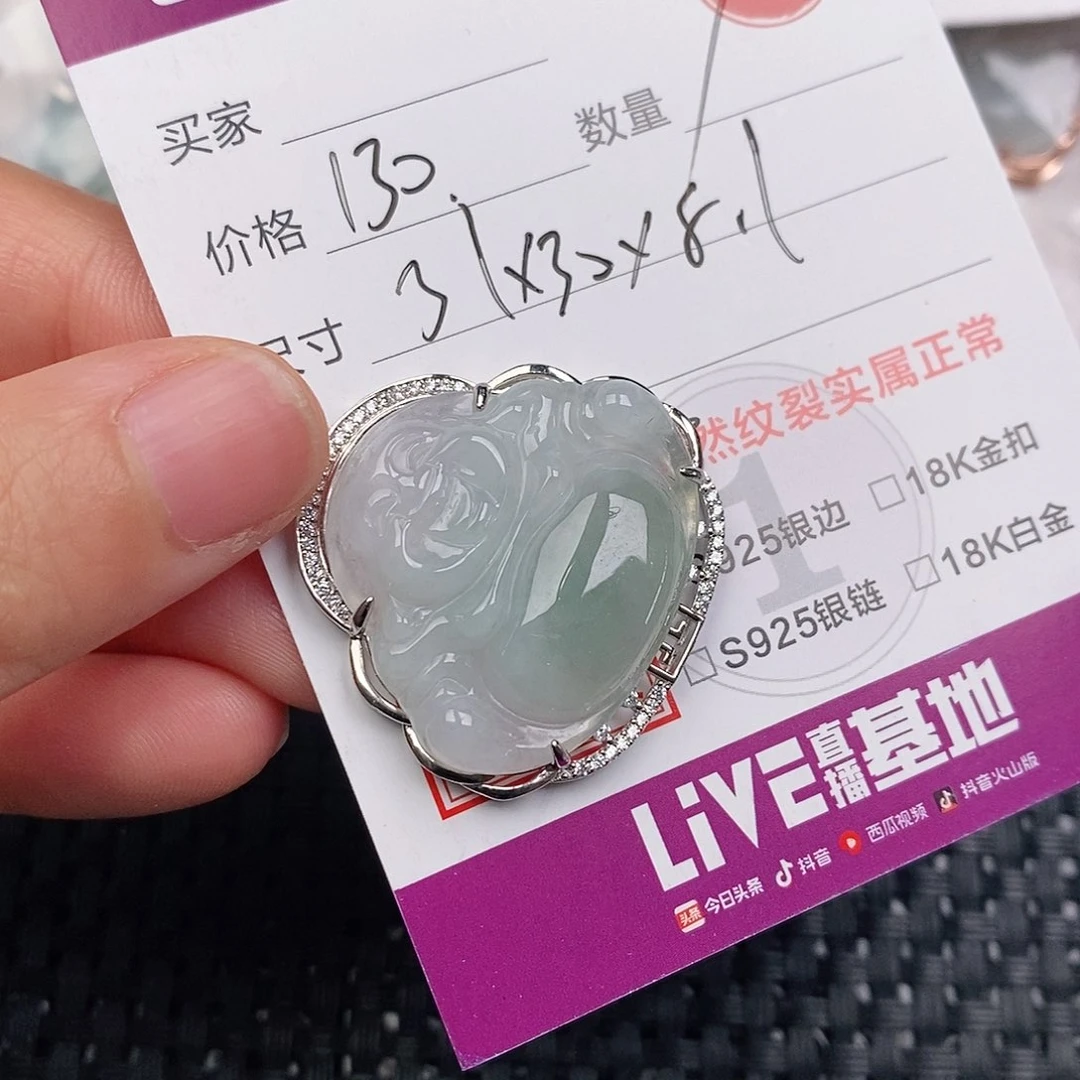 买家 数量
价格 130.
寸 31x30x8.1
然纹裂实属正常
925银边 18K金扣
S925银链 18K白金
LiVE直播基地
头条 今日头条 抖音 西瓜视频 抖音火山版